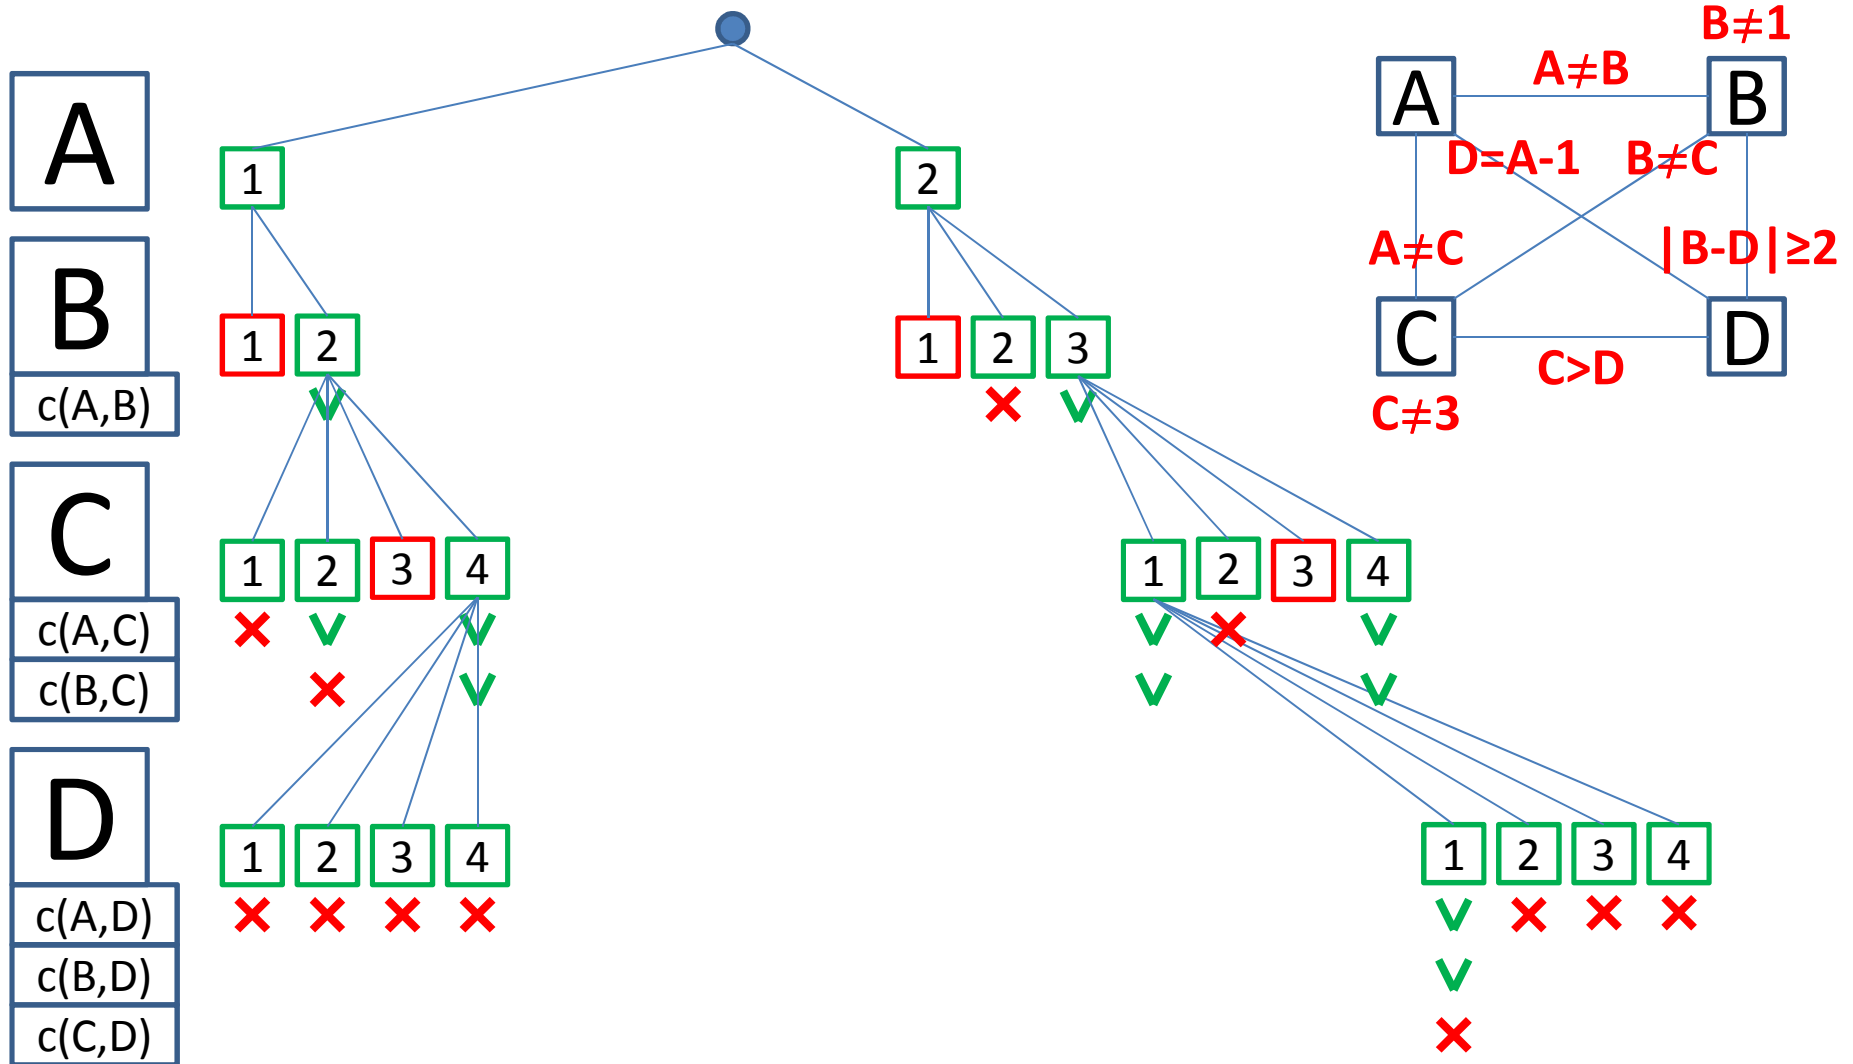 A
1
2
B
c(A,B)
1
2
1
2
3
C
c(A,C)
c(B,C)
1
2
3
4
1
2
3
4
D
c(A,D)
c(B,D)
c(C,D)
1
2
3
4
1
2
3
4
B≠1
A
A≠B
B
D=A-1
B≠C
A≠C
|B-D|≥2
C
C>D
D
C≠3